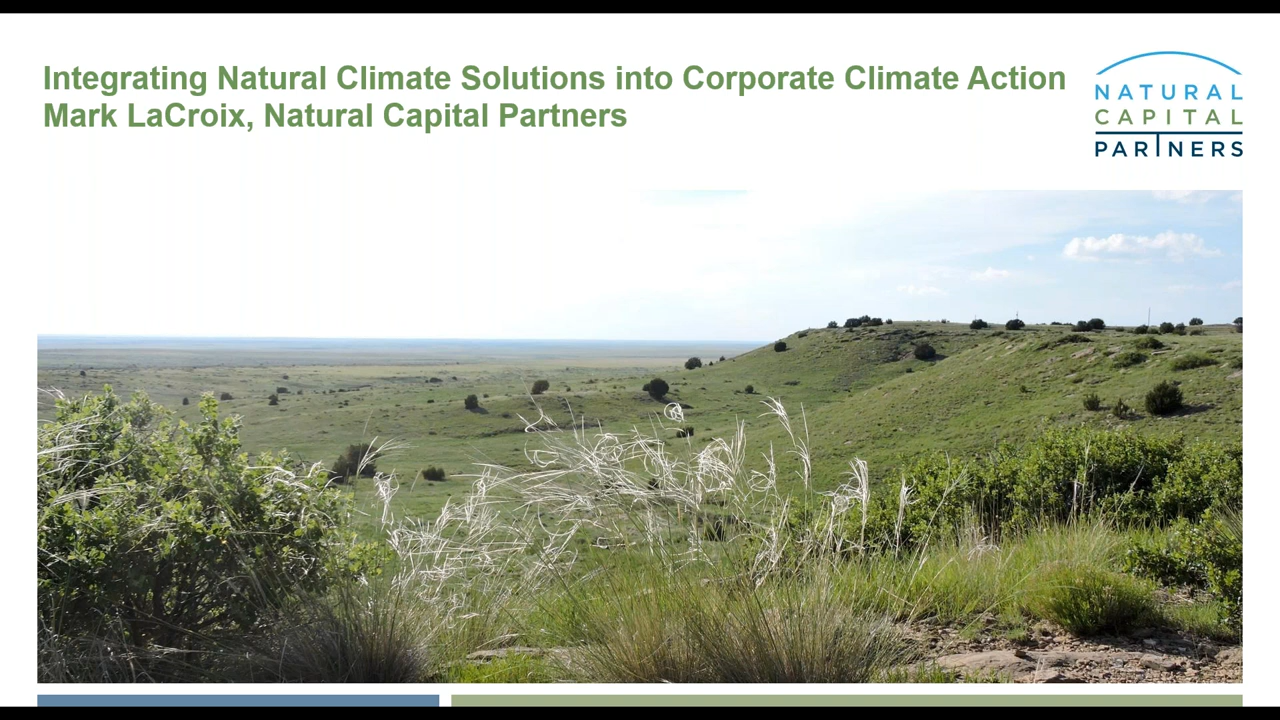 Integrating Natural Climate Solutions into Corporate Climate Action
Mark LaCroix, Natural Capital Partners
NATURAL
CAPITAL
PARTNERS